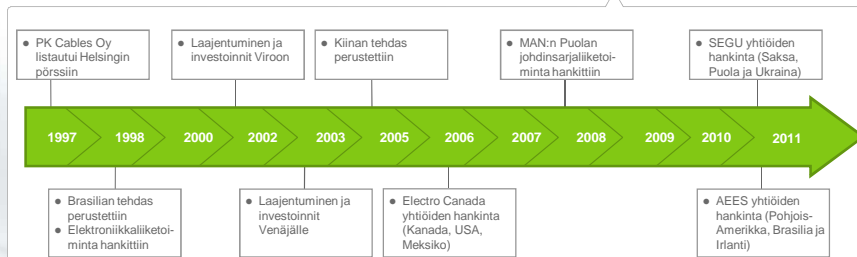 ● PK Cables Oy
listautui Helsingin
pörssiin
● Laajentuminen ja
investoinnit Viroon
● Kiinan tehdas
perustettiin
● MAN:n Puolan
johdinsarjaliiketoi-
minta hankittiin
● SEGU yhtiöiden
hankinta (Saksa,
Puola ja Ukraina)
1997 1998 2000 2002 2003 2005 2006 2007 2008 2009 2010 2011
● Brasilian tehdas
perustettiin
● Elektroniikkaliiketoi-
minta hankittiin
● Laajentuminen ja
investoinnit
Venäjälle
● Electro Canada
yhtiöiden hankinta
(Kanada, USA,
Meksiko)
● AEES yhtiöiden
hankinta (Pohjois-
Amerikka, Brasilia ja
Irlanti)